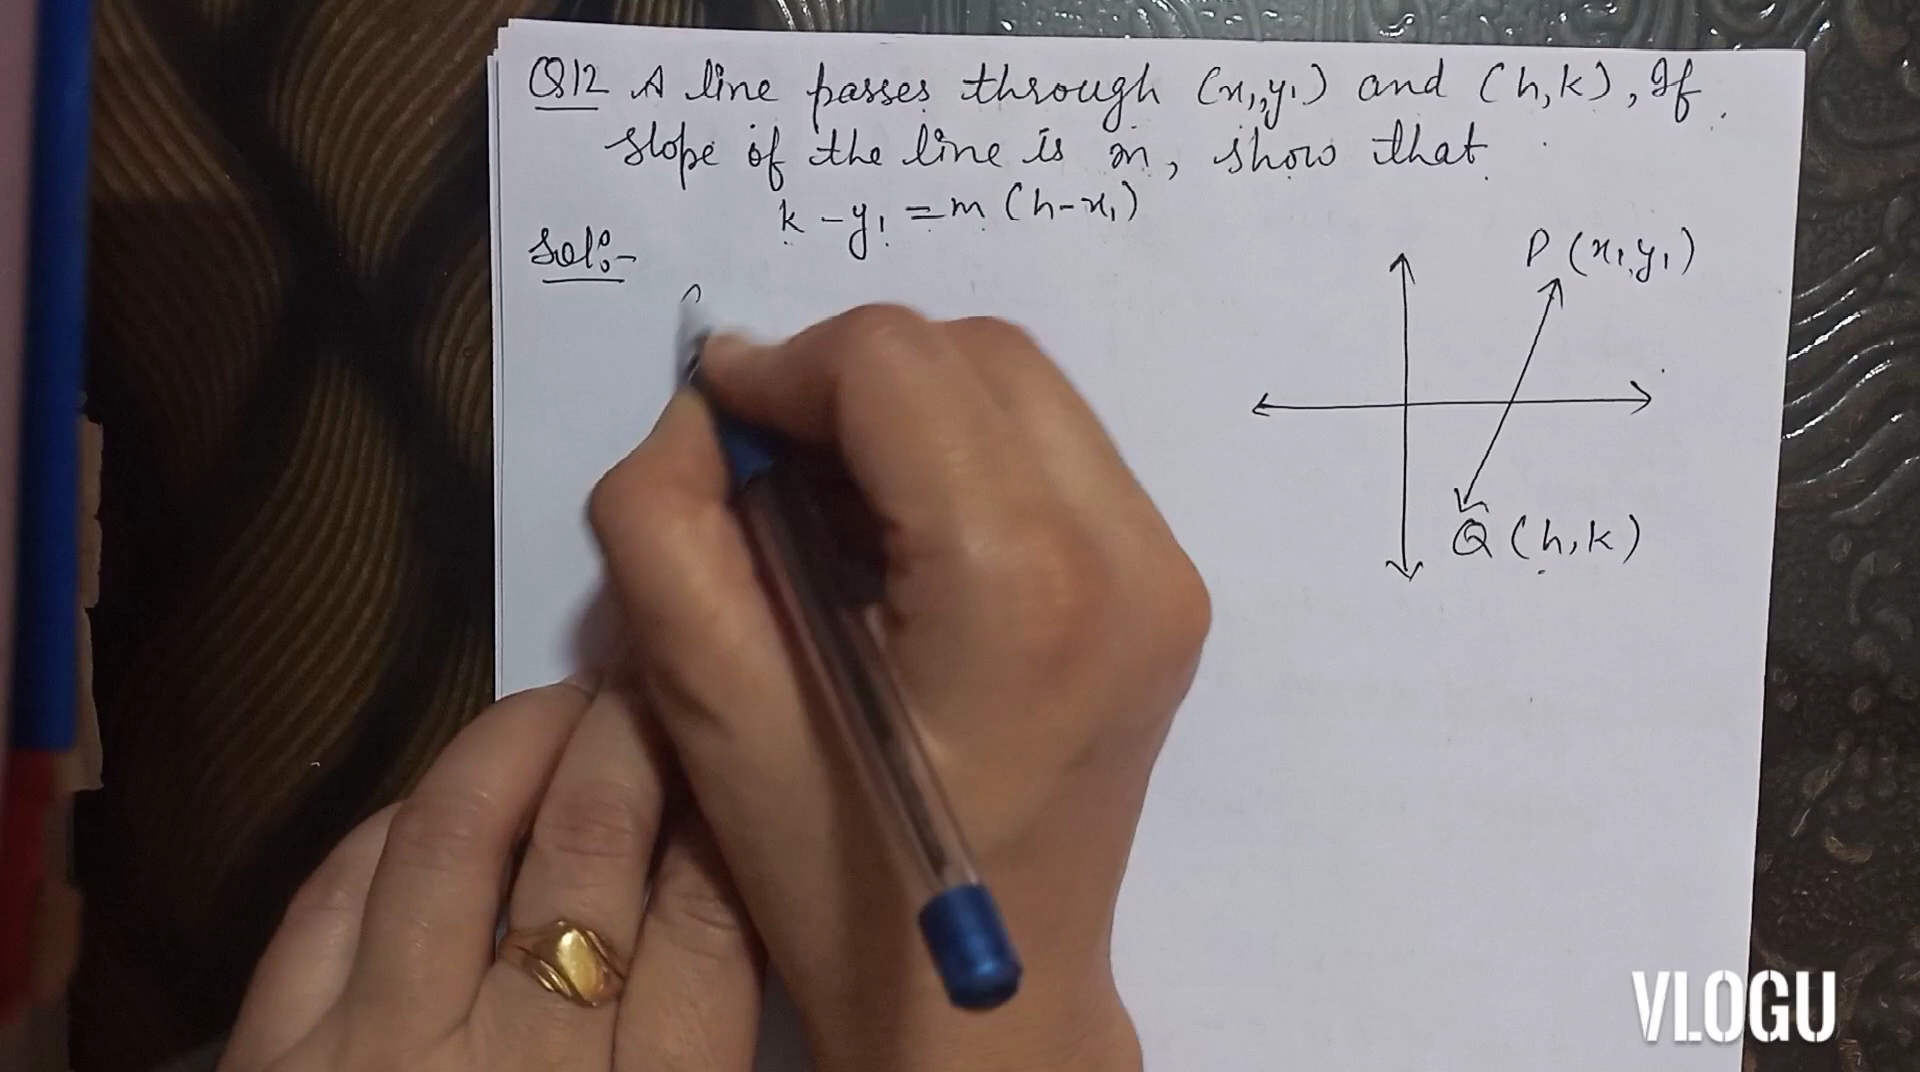 Q12 A line passes through (x₁,y₁) and (h,k), If
slope of the line is m, show that
k-y₁ = m(h-x₁)
Sol:-
P(x₁,y₁)
Q(h,k)
VLOGU